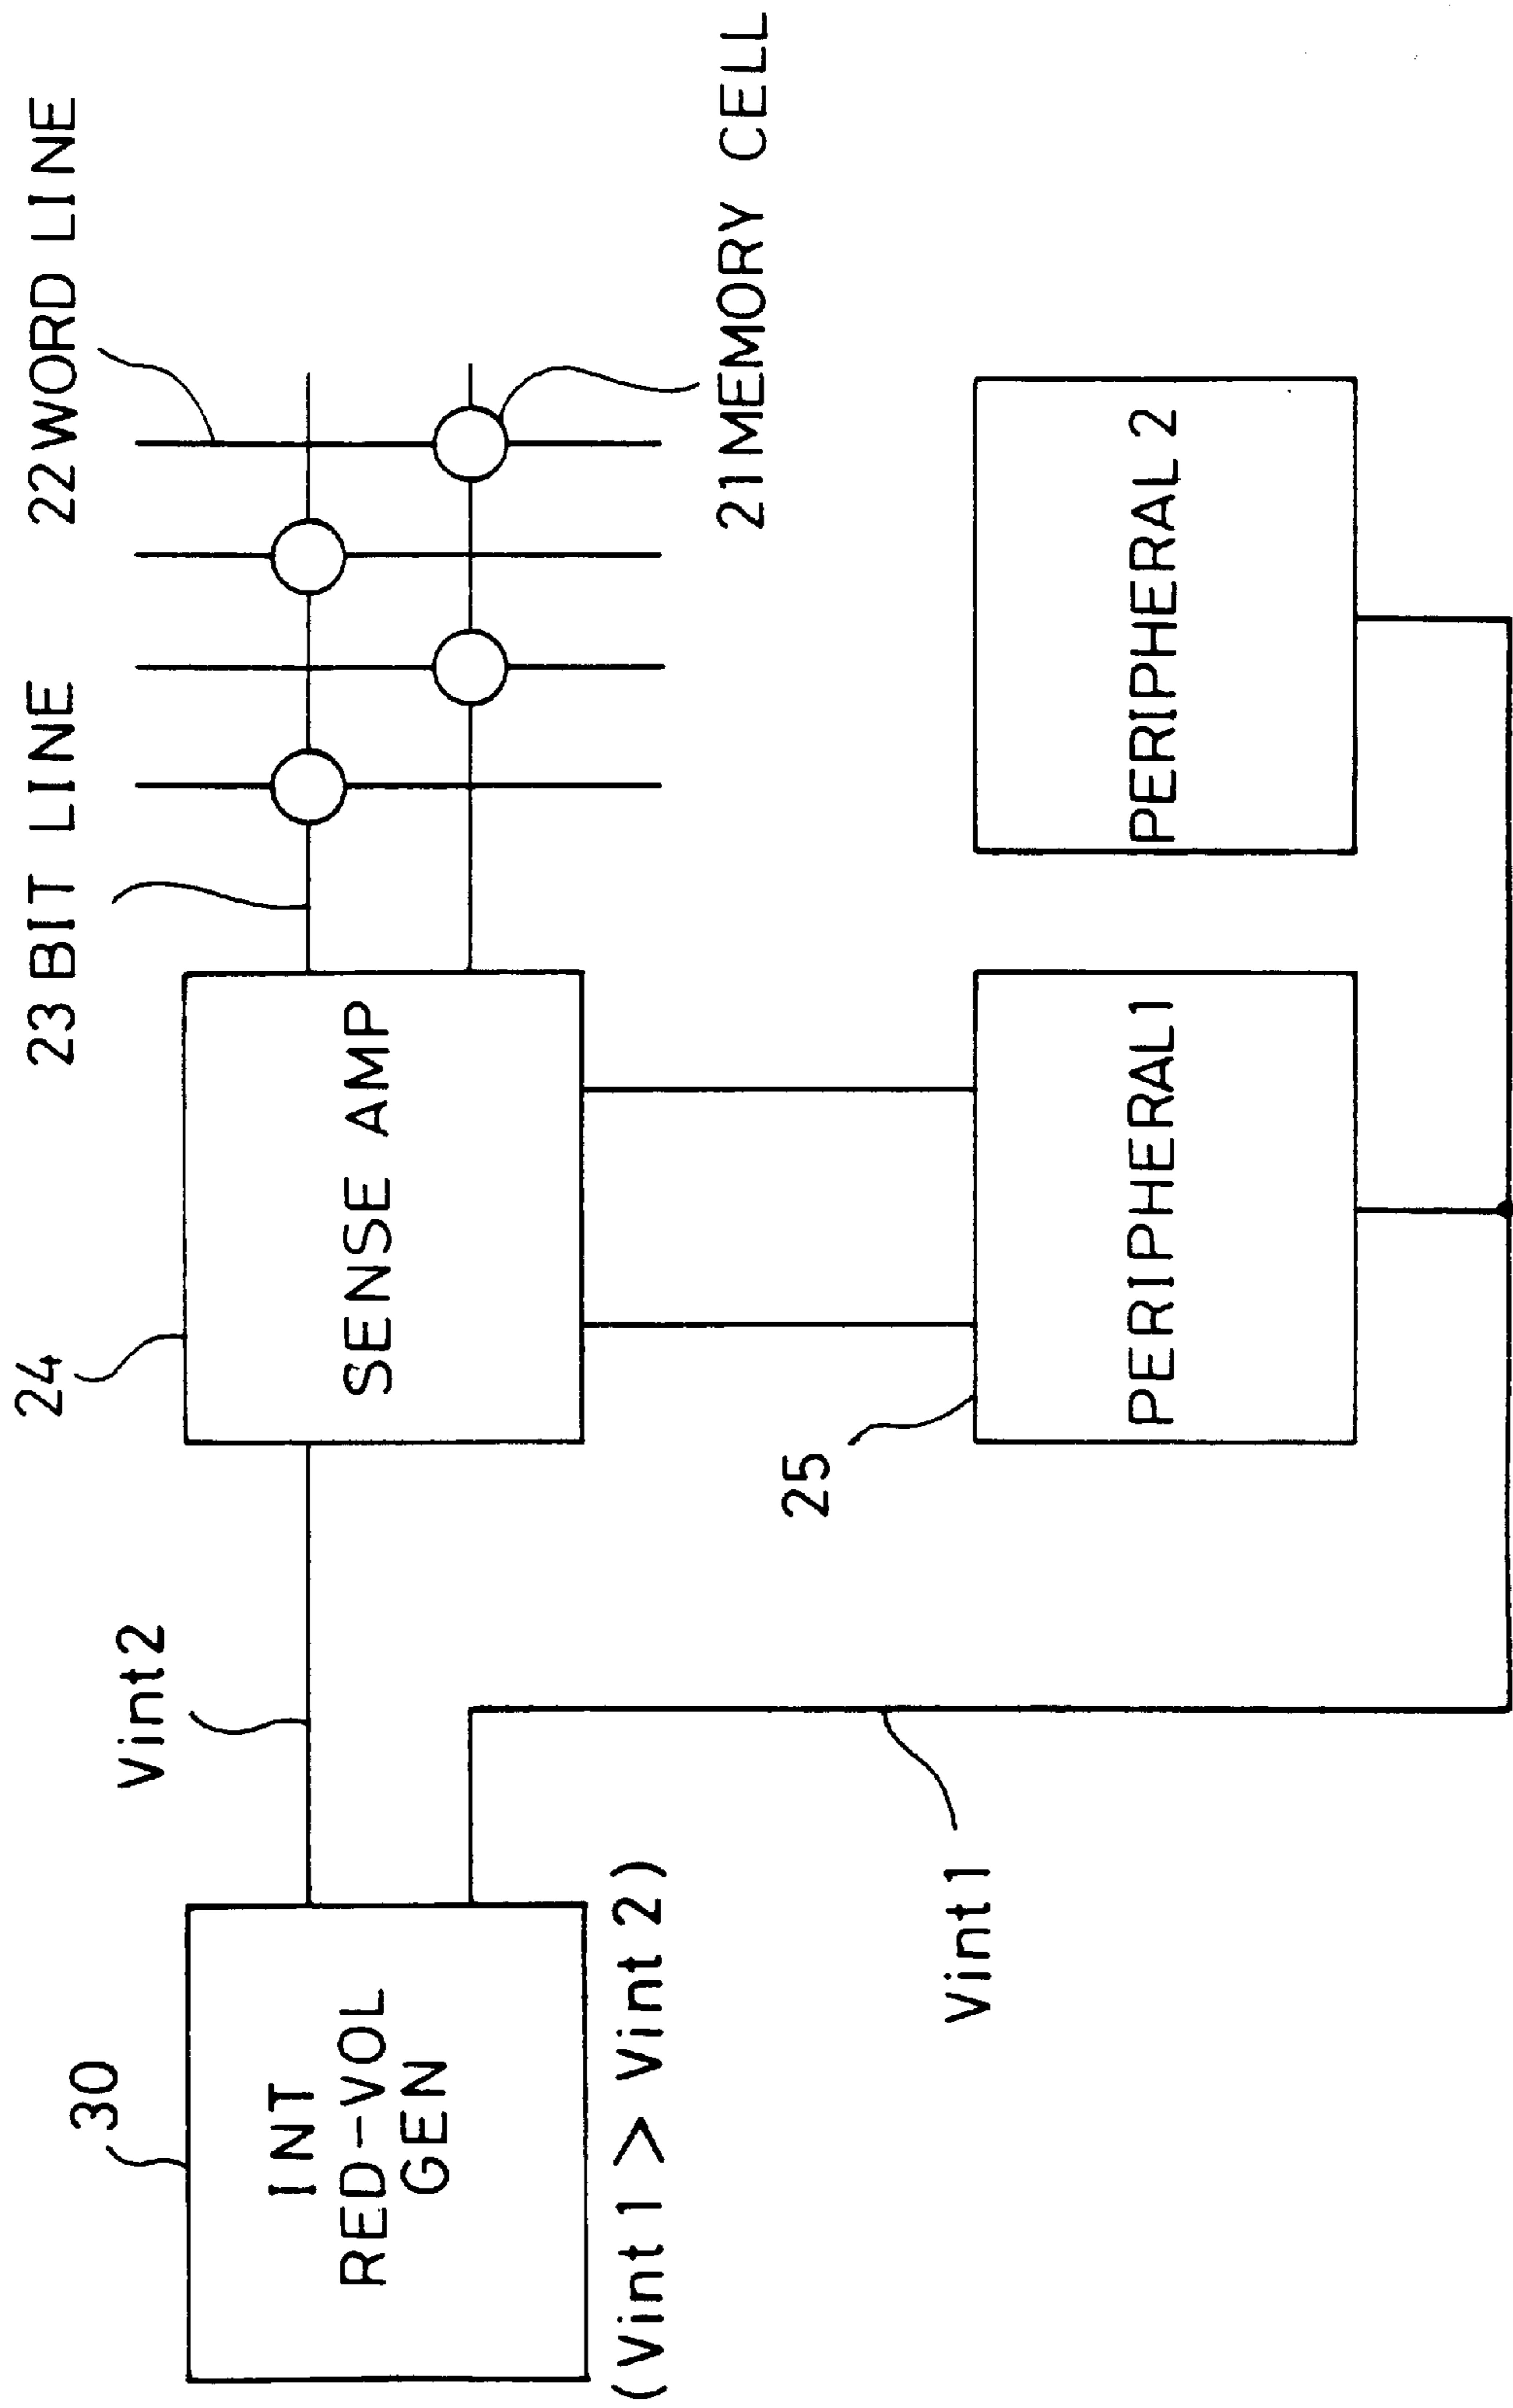 22 WORD LINE
23 BIT LINE
24
Vint2
30
SENSE AMP
INT
RED-VOL
GEN
(Vint1 > Vint2)
21 MEMORY CELL
25
Vint1
PERIPHERAL1
PERIPHERAL 2